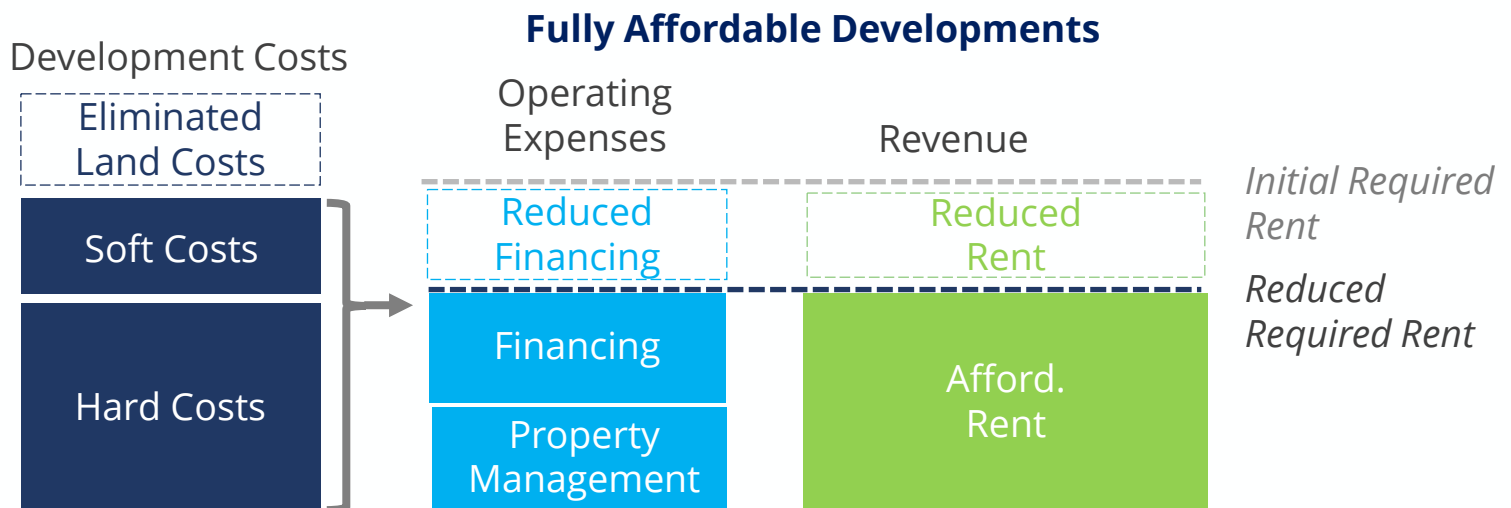 Fully Affordable Developments
Development Costs
Eliminated
Land Costs
Soft Costs
Hard Costs
Operating
Expenses
Reduced
Financing
Financing
Property
Management
Revenue
Reduced
Rent
Afford.
Rent
Initial Required
Rent
Reduced
Required Rent